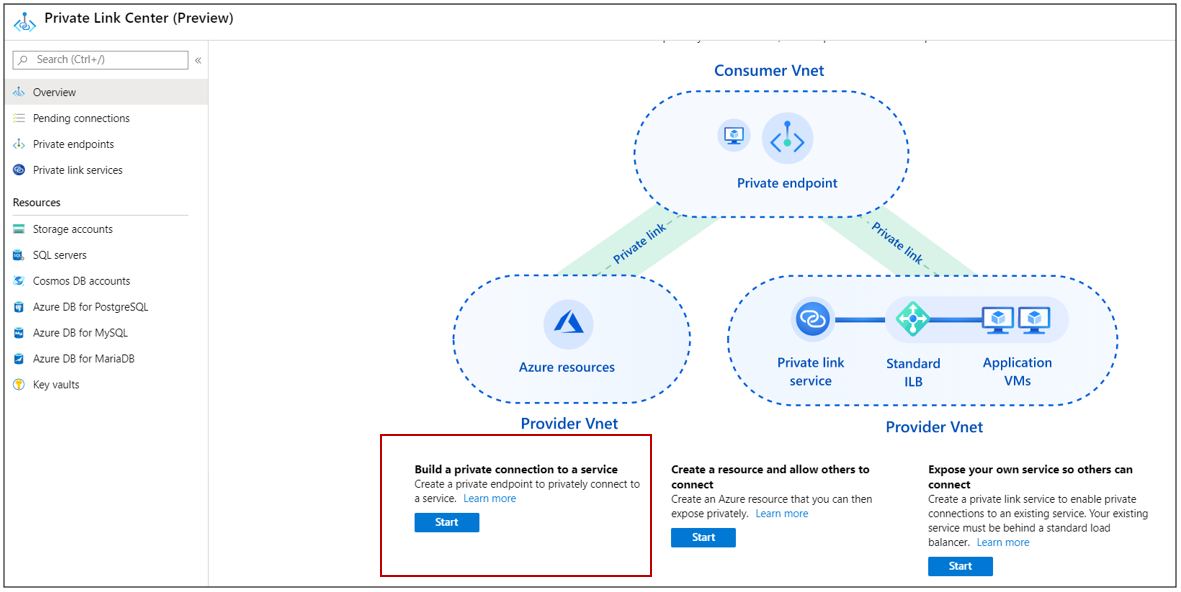 Private Link Center (Preview)
Search (Ctrl+/)
«
Overview
Pending connections
Private endpoints
Private link services
Resources
Storage accounts
SQL servers
Cosmos DB accounts
Azure DB for PostgreSQL
Azure DB for MySQL
Azure DB for MariaDB
Key vaults
Consumer Vnet
Private endpoint
Private link
Private link
Azure resources
Provider Vnet
Private link
service
Standard
ILB
Application
VMs
Provider Vnet
Build a private connection to a service
Create a private endpoint to privately connect to
a service. Learn more
Start
Create a resource and allow others to
connect
Create an Azure resource that you can then
expose privately. Learn more
Start
Expose your own service so others can
connect
Create a private link service to enable private
connections to an existing service. Your existing
service must be behind a standard load
balancer. Learn more
Start